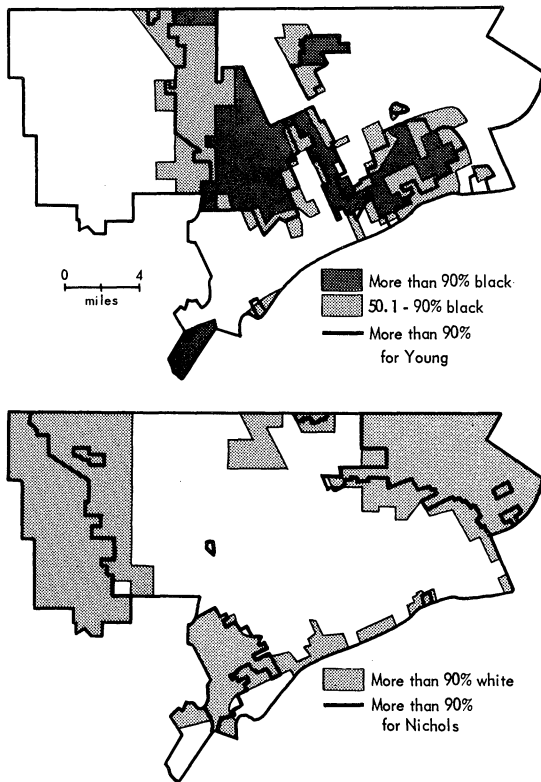 0 4
miles
More than 90% black
50.1 - 90% black
More than 90%
for Young
More than 90% white
More than 90%
for Nichols